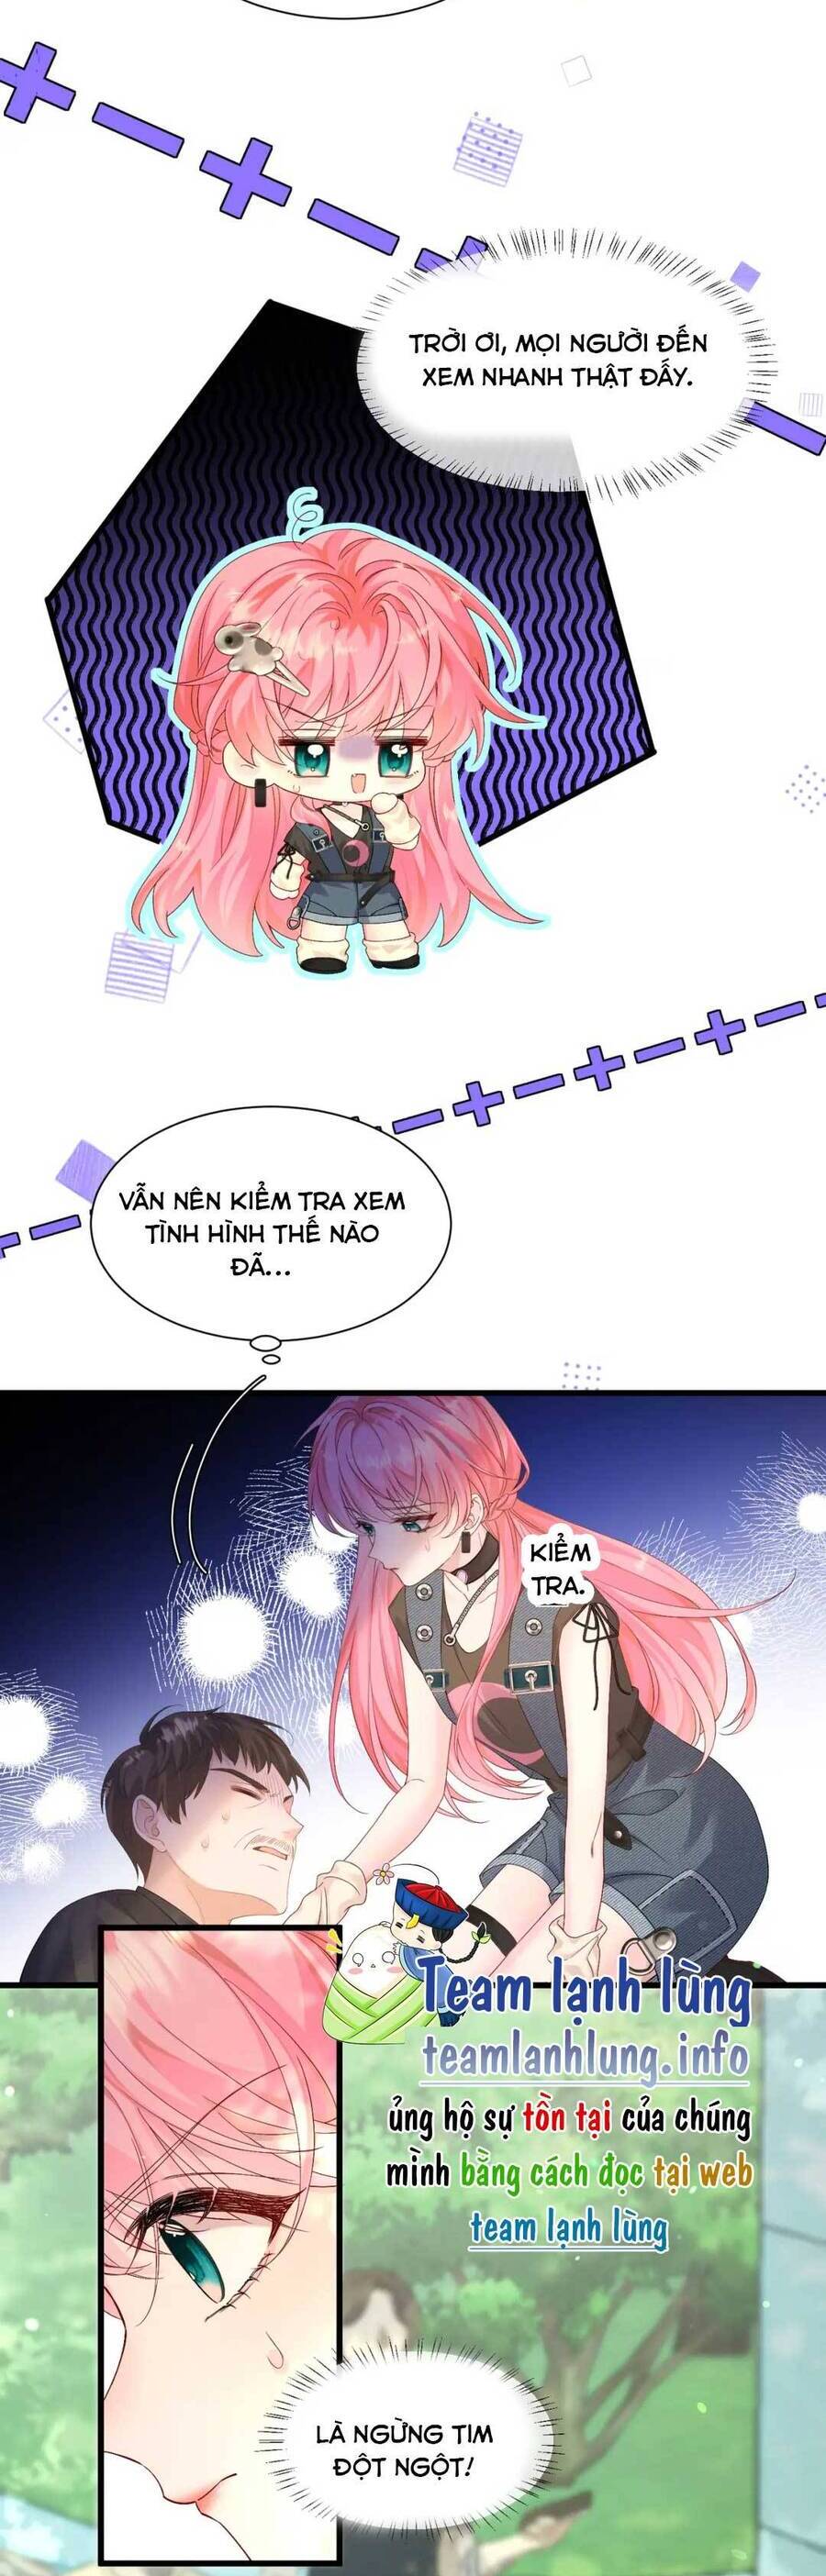 TRỜI ƠI, MỌI NGƯỜI ĐẾN
XEM NHANH THẬT ĐẤY.
VẪN NÊN KIỂM TRA XEM
TÌNH HÌNH THẾ NÀO
ĐÃ...
KIỂM
TRA.
Team lạnh lùng
teamlanhlung.info
ủng hộ sự tồn tại của chúng
mình bằng cách đọc tại web
team lạnh lùng
LÀ NGỪNG TIM
ĐỘT NGỘT!